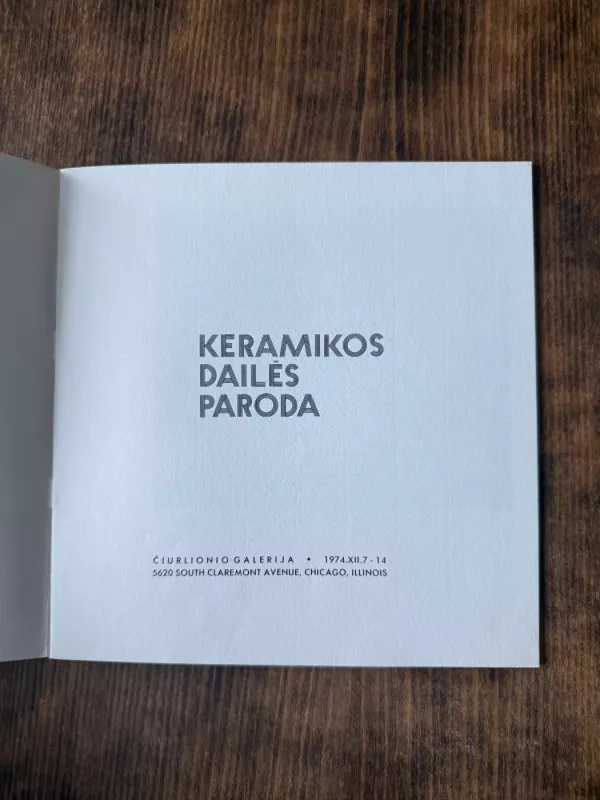 KERAMIKOS
DAILĖS
PARODA
ČIURLIONIO GALERIJA • 1974.XII.7 - 14
5620 SOUTH CLAREMONT AVENUE, CHICAGO, ILLINOIS